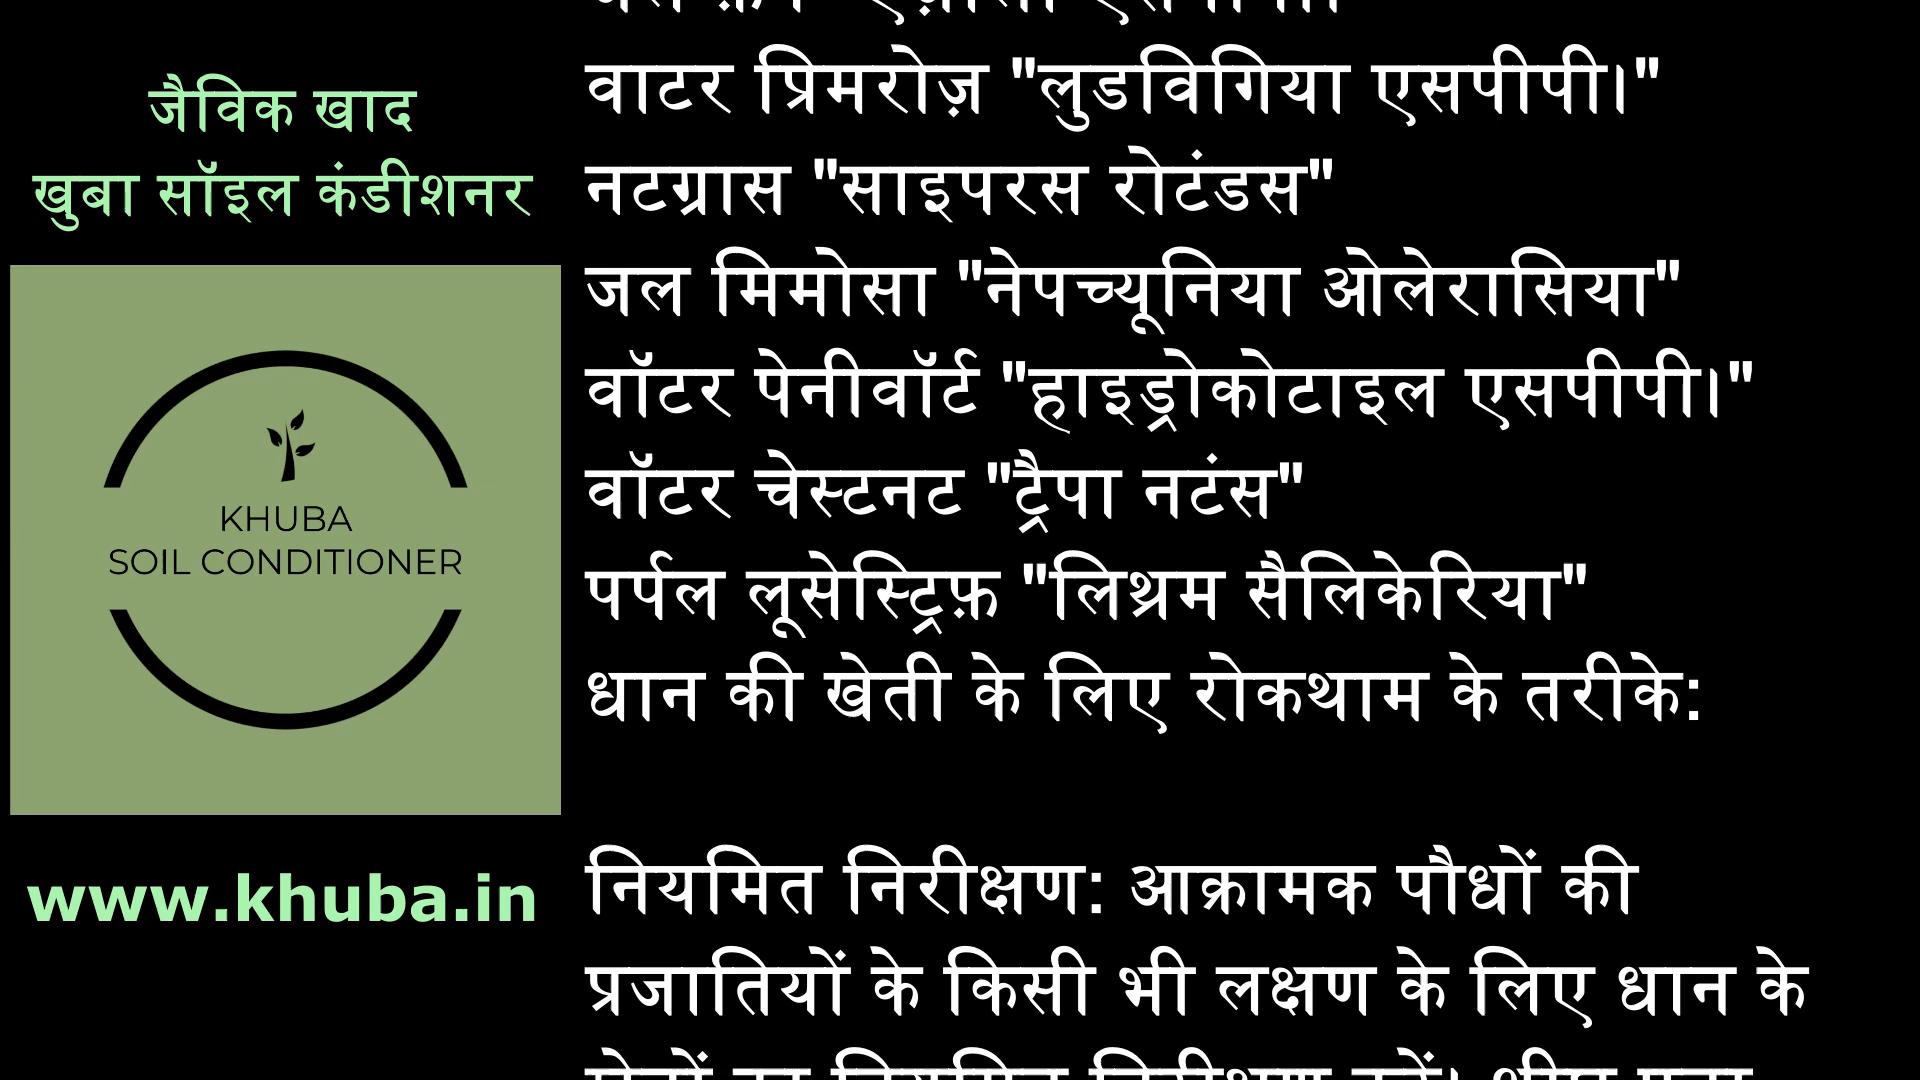 जैविक खाद
खुबा सॉइल कंडीशनर
KHUBA
SOIL CONDITIONER
www.khuba.in
वाटर प्रिमरोज़ "लुडविगिया एसपीपी।"
नटग्रास "साइपरस रोटंडस"
जल मिमोसा "नेपच्यूनिया ओलेरासिया"
वॉटर पेनीवॉर्ट "हाइड्रोकोटाइल एसपीपी।"
वॉटर चेस्टनट "ट्रैपा नटंस"
पर्पल लूसेस्ट्रिफ़ "लिथ्रम सैलिकेरिया"
धान की खेती के लिए रोकथाम के तरीके:
नियमित निरीक्षण: आक्रामक पौधों की
प्रजातियों के किसी भी लक्षण के लिए धान के